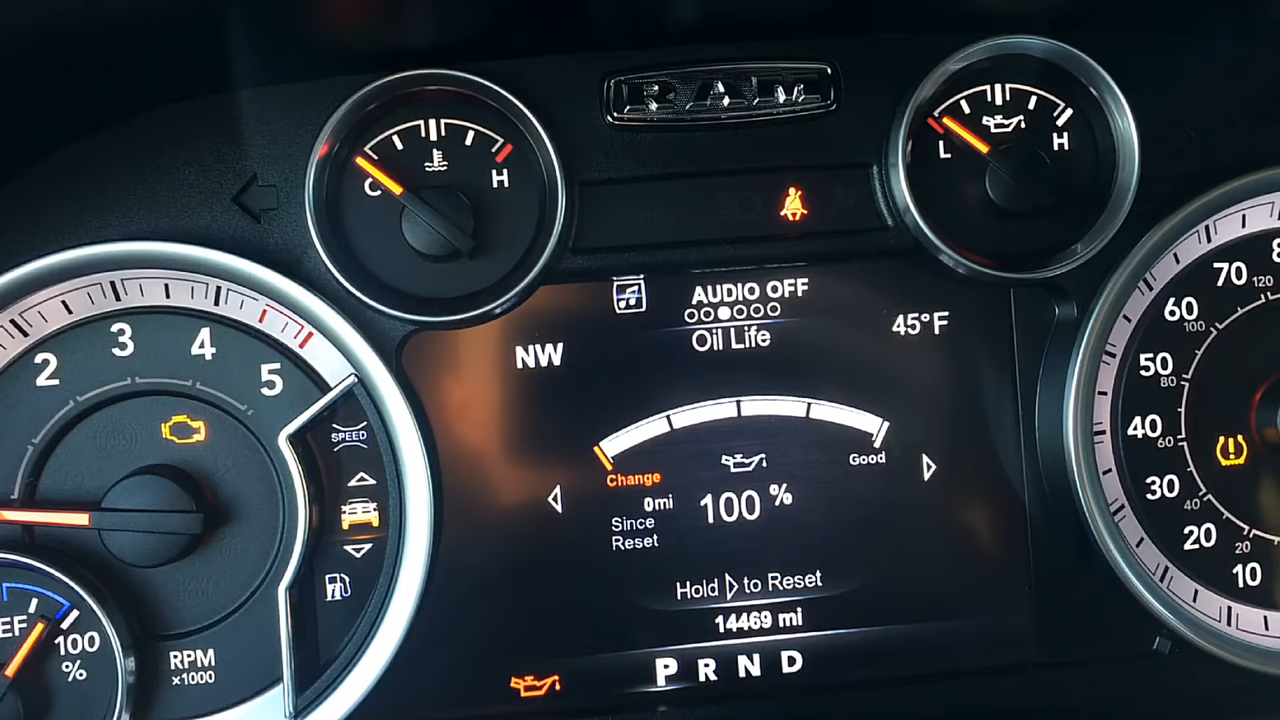 RAM
C
H
L
H
AUDIO OFF
Oil Life
NW
45°F
Change
Good
0mi
100 %
Since
Reset
Hold to Reset
14469 mi
P R N D
2
3
4
5
SPEED
RPM
×1000
EF
100
%
8
70
120
60
100
50
80
40
60
30
40
20
20
10